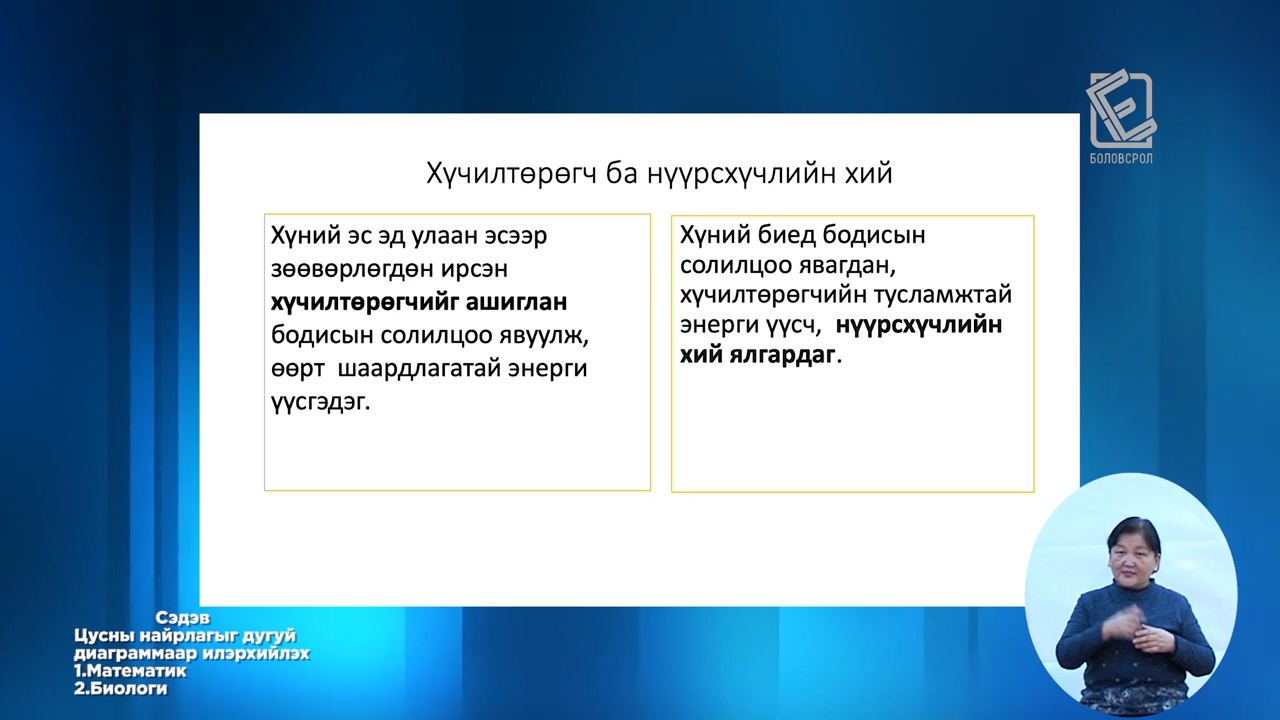 БОЛОВСРОЛ
Хүчилтөрөгч ба нүүрсхүчлийн хий
Хүний эс эд улаан эсээр
зөөвөрлөгдөн ирсэн
хүчилтөрөгчийг ашиглан
бодисын солилцоо явуулж,
өөрт шаардлагатай энерги
үүсгэдэг.
Хүний биед бодисын
солилцоо явагдан,
хүчилтөрөгчийн тусламжтай
энерги үүсч, нүүрсхүчлийн
хий ялгардаг.
Сэдэв
Цусны найрлагыг дугуй
диаграммаар илэрхийлэх
1.Математик
2.Биологи